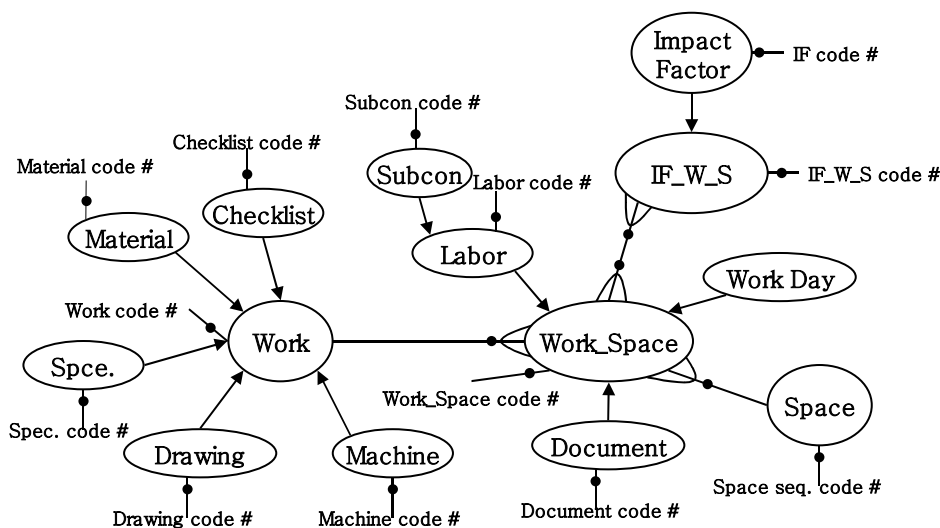 Impact
Factor
IF code #
Subcon code #
Checklist code #
Material code #
Subcon
Labor code #
IF_W_S
IF_W_S code #
Checklist
Material
Labor
Work Day
Work code #
Work
Work_Space
Spce.
Work_Space code #
Space
Spec. code #
Drawing
Machine
Document
Space seq. code #
Drawing code #
Machine code #
Document code #